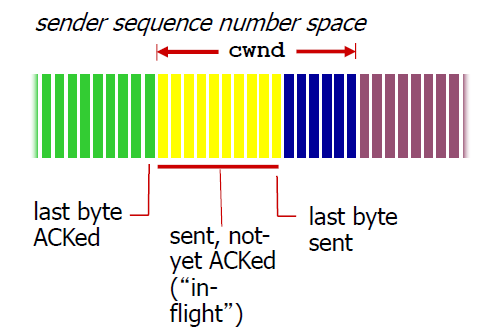 sender sequence number space
cwnd
last byte
ACKed
sent, not-
yet ACKed
(“in-
flight”)
last byte
sent